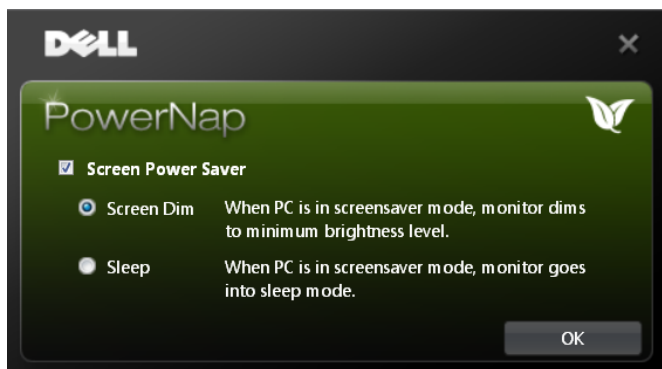 DELL
PowerNap
Screen Power Saver
Screen Dim When PC is in screensaver mode, monitor dims
to minimum brightness level.
Sleep When PC is in screensaver mode, monitor goes
into sleep mode.
OK